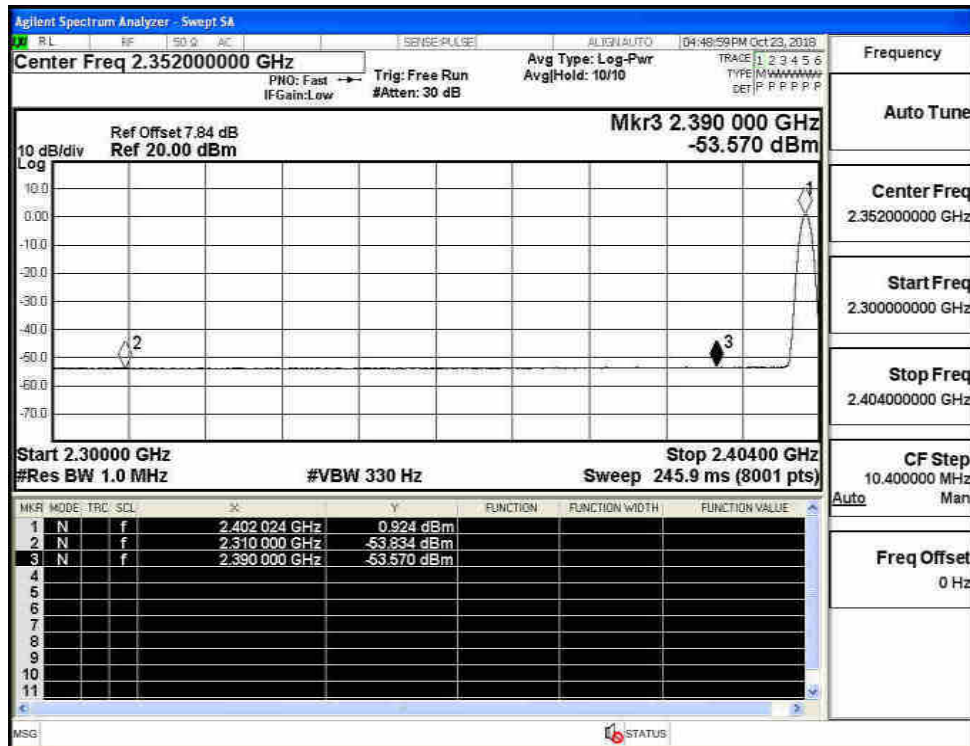 Agilent Spectrum Analyzer - Swept SA
RL RF 50 Ω AC SENSE:PULSE ALIGNAUTO 04:48:59PM Oct 23, 2018
Center Freq 2.352000000 GHz
PNO: Fast
IFGain:Low
Trig: Free Run
#Atten: 30 dB
Avg Type: Log-Pwr
Avg|Hold: 10/10
TRACE 1 2 3 4 5 6
TYPE MWWWWW
DET P P P P P P
Ref Offset 7.84 dB
10 dB/div Ref 20.00 dBm
Log
Mkr3 2.390 000 GHz
-53.570 dBm
10.0
0.00
-10.0
-20.0
-30.0
-40.0
-50.0
-60.0
-70.0
1
2
3
Start 2.30000 GHz Stop 2.40400 GHz
#Res BW 1.0 MHz #VBW 330 Hz Sweep 245.9 ms (8001 pts)
MKR MODE TRC SCL X Y FUNCTION FUNCTION WIDTH FUNCTION VALUE
1 N f 2.402 024 GHz 0.924 dBm
2 N f 2.310 000 GHz -53.834 dBm
3 N f 2.390 000 GHz -53.570 dBm
4
5
6
7
8
9
10
11
MSG STATUS
Frequency
Auto Tune
Center Freq
2.352000000 GHz
Start Freq
2.300000000 GHz
Stop Freq
2.404000000 GHz
CF Step
10.400000 MHz
Auto Man
Freq Offset
0 Hz